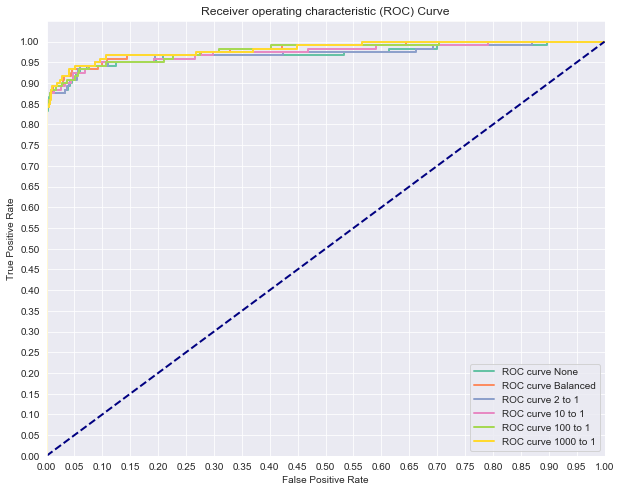 Receiver operating characteristic (ROC) Curve
True Positive Rate
1.00
0.95
0.90
0.85
0.80
0.75
0.70
0.65
0.60
0.55
0.50
0.45
0.40
0.35
0.30
0.25
0.20
0.15
0.10
0.05
0.00
ROC curve None
ROC curve Balanced
ROC curve 2 to 1
ROC curve 10 to 1
ROC curve 100 to 1
ROC curve 1000 to 1
0.00 0.05 0.10 0.15 0.20 0.25 0.30 0.35 0.40 0.45 0.50 0.55 0.60 0.65 0.70 0.75 0.80 0.85 0.90 0.95 1.00
False Positive Rate